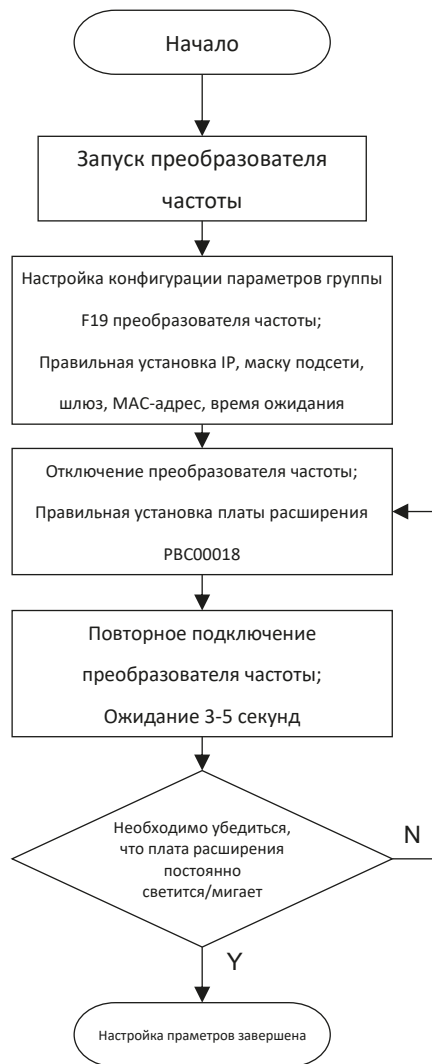 Начало
Запуск преобразователя
частоты
Настройка конфигурации параметров группы
F19 преобразователя частоты;
Правильная установка IP, маску подсети,
шлюз, MAC-адрес, время ожидания
Отключение преобразователя частоты;
Правильная установка платы расширения
PBC00018
Повторное подключение
преобразователя частоты;
Ожидание 3-5 секунд
Необходимо убедиться,
что плата расширения
постоянно
светится/мигает
N
Y
Настройка праметров завершена